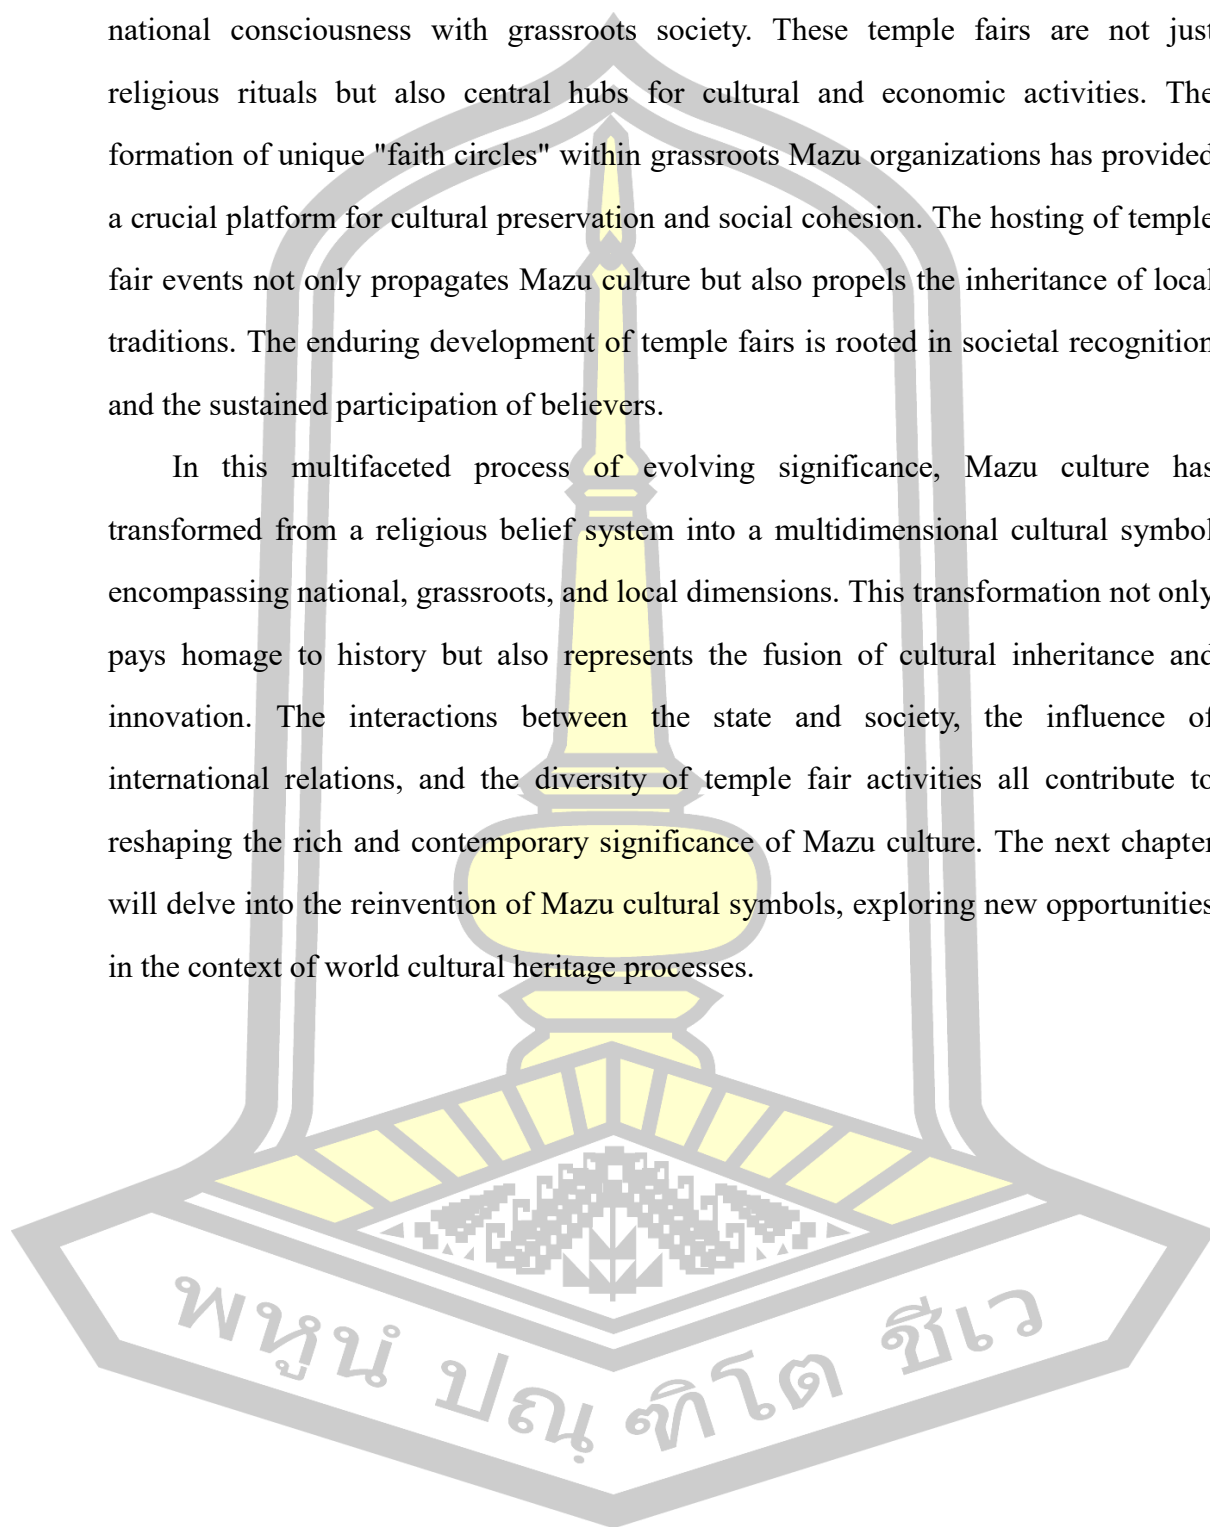 national consciousness with grassroots society. These temple fairs are not just
religious rituals but also central hubs for cultural and economic activities. The
formation of unique "faith circles" within grassroots Mazu organizations has provided
a crucial platform for cultural preservation and social cohesion. The hosting of temple
fair events not only propagates Mazu culture but also propels the inheritance of local
traditions. The enduring development of temple fairs is rooted in societal recognition
and the sustained participation of believers.
In this multifaceted process of evolving significance, Mazu culture has
transformed from a religious belief system into a multidimensional cultural symbol
encompassing national, grassroots, and local dimensions. This transformation not only
pays homage to history but also represents the fusion of cultural inheritance and
innovation. The interactions between the state and society, the influence of
international relations, and the diversity of temple fair activities all contribute to
reshaping the rich and contemporary significance of Mazu culture. The next chapter
will delve into the reinvention of Mazu cultural symbols, exploring new opportunities
in the context of world cultural heritage processes.
พหูนํ ปณฺฑิโต ชีเว